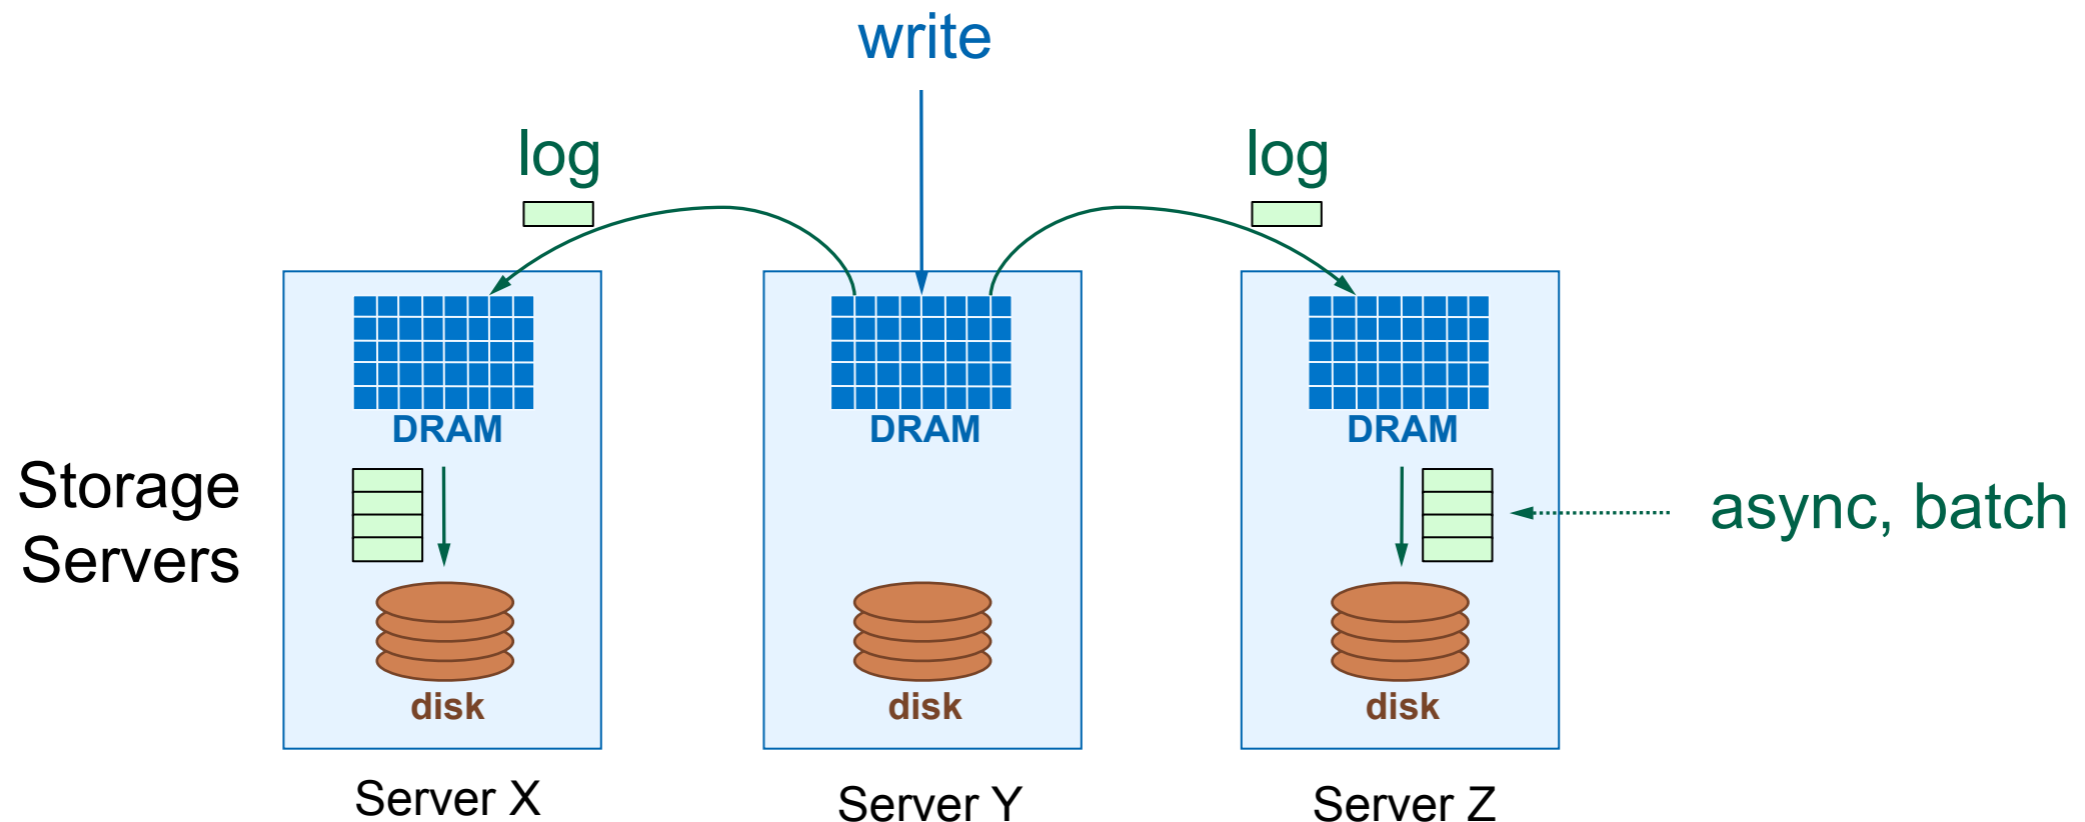 write
log
log
DRAM
DRAM
DRAM
Storage
Servers
async, batch
disk
disk
disk
Server X
Server Y
Server Z